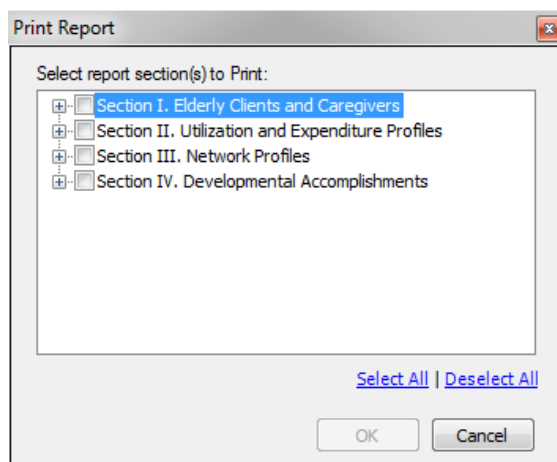 Print Report
Select report section(s) to Print:
Section I. Elderly Clients and Caregivers
Section II. Utilization and Expenditure Profiles
Section III. Network Profiles
Section IV. Developmental Accomplishments
Select All | Deselect All
OK Cancel